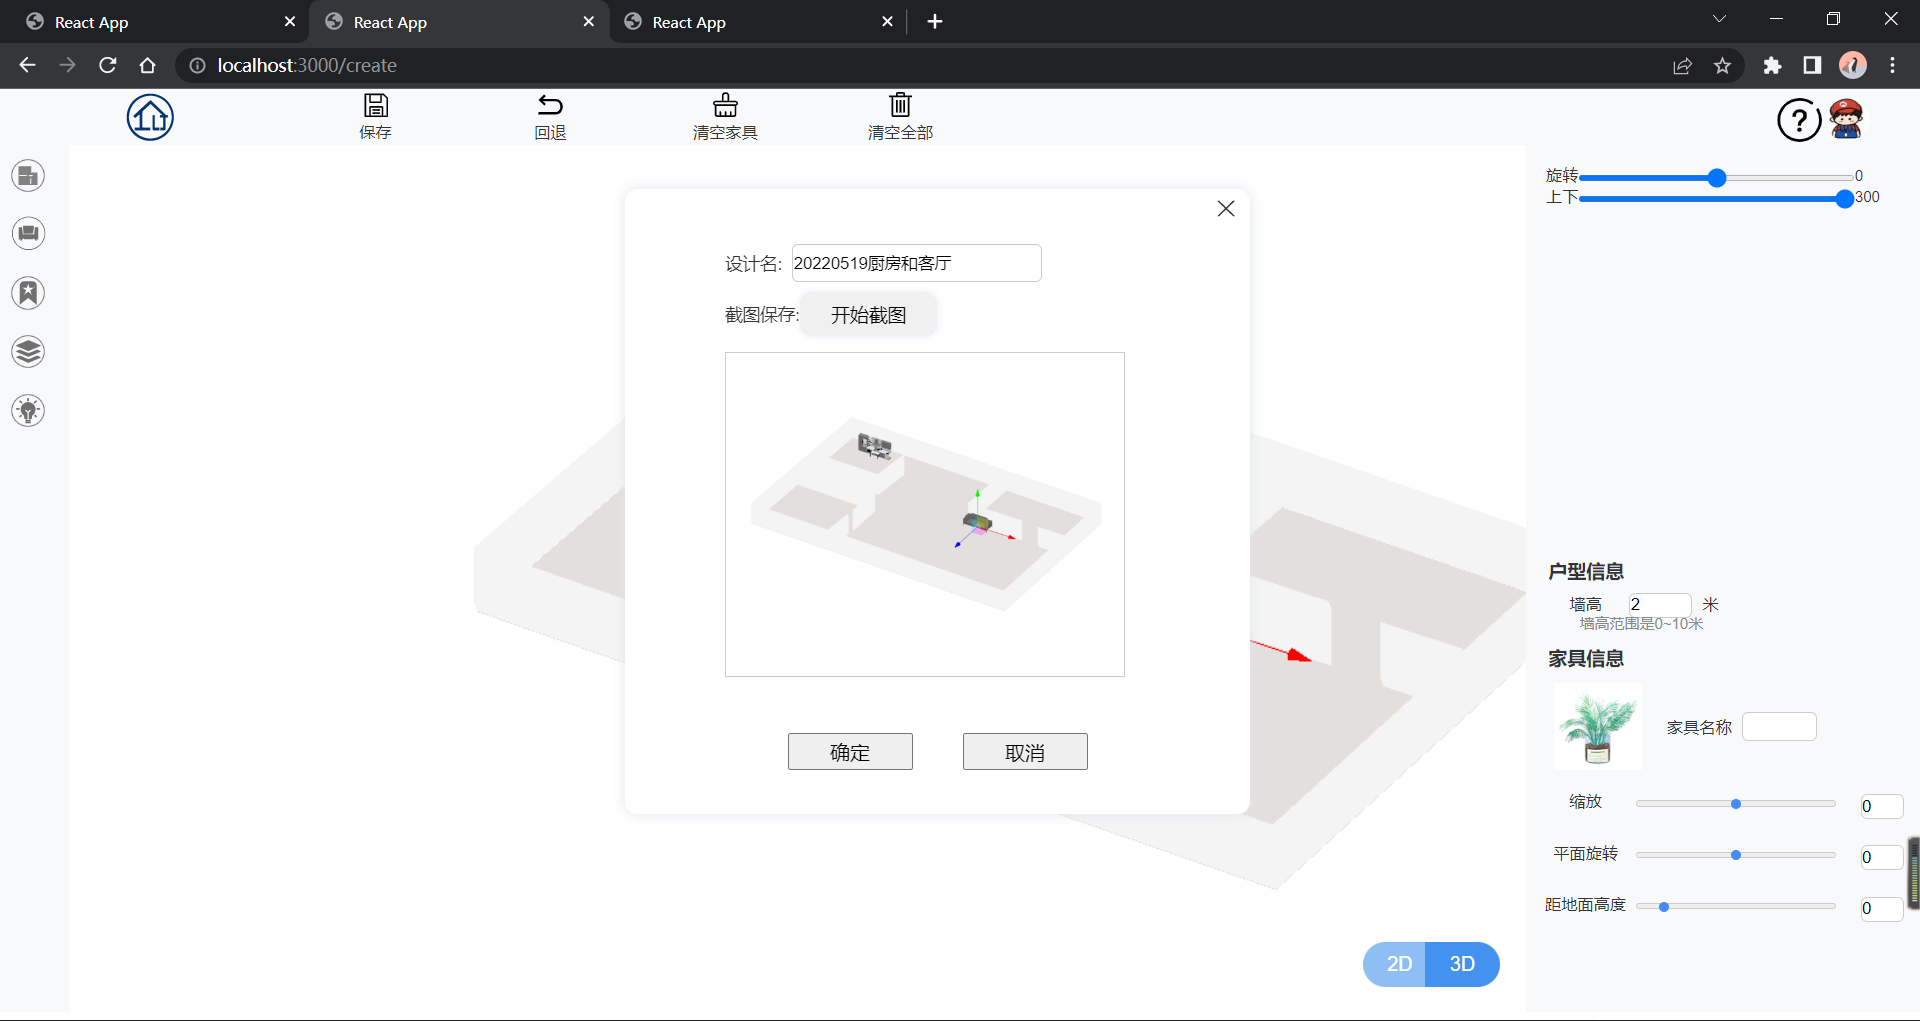 React App
React App
React App
localhost:3000/create
保存
回退
清空家具
清空全部
?
旋转
0
上下
300
设计名:
20220519厨房和客厅
截图保存:
开始截图
确定
取消
户型信息
墙高
2
米
墙高范围是0~10米
家具信息
家具名称
缩放
0
平面旋转
0
距地面高度
0
2D
3D